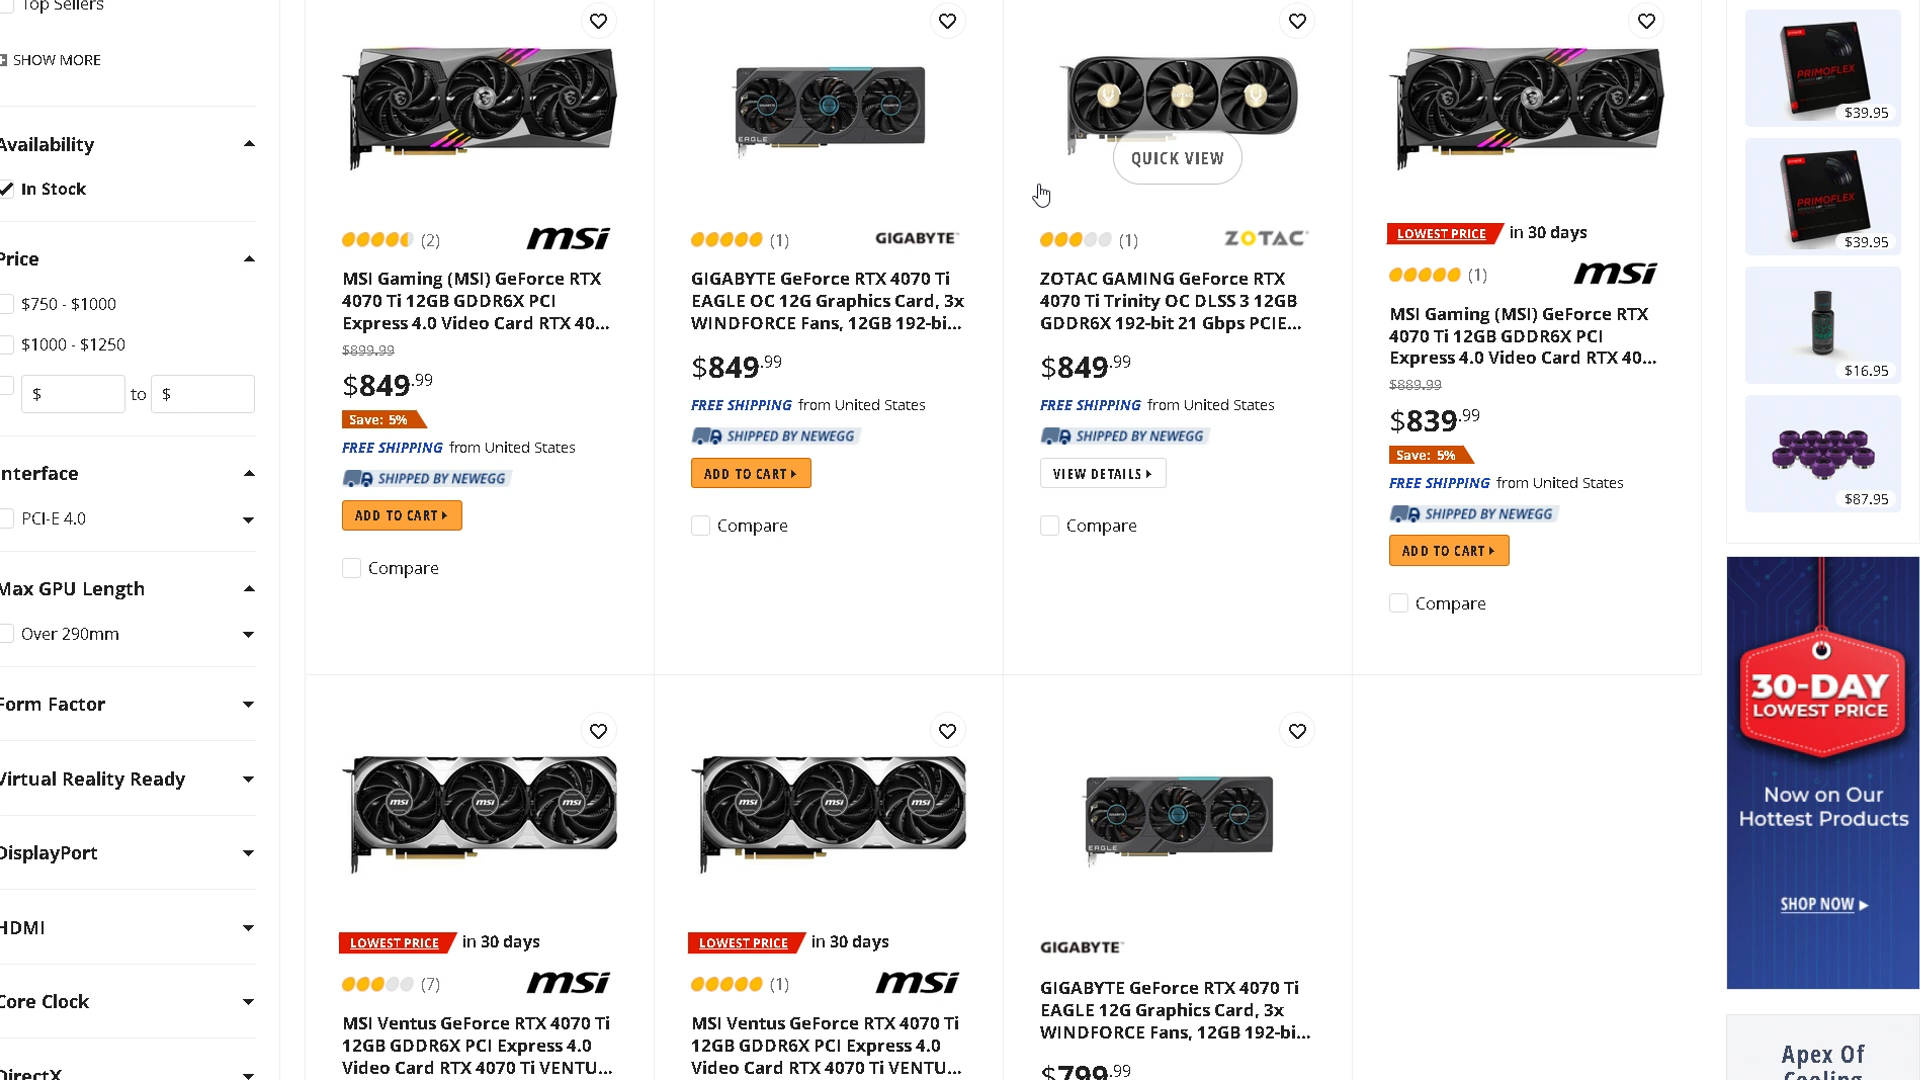 Top Sellers
SHOW MORE
Availability
In Stock
Price
$750 - $1000
$1000 - $1250
$ to $
Interface
PCI-E 4.0
Max GPU Length
Over 290mm
Form Factor
Virtual Reality Ready
DisplayPort
HDMI
Core Clock
DirectX
(2) msi
MSI Gaming (MSI) GeForce RTX
4070 Ti 12GB GDDR6X PCI
Express 4.0 Video Card RTX 40...
$899.99
$849.99
Save: 5%
FREE SHIPPING from United States
SHIPPED BY NEWEGG
ADD TO CART
Compare
EAGLE
(1) GIGABYTE™
GIGABYTE GeForce RTX 4070 Ti
EAGLE OC 12G Graphics Card, 3x
WINDFORCE Fans, 12GB 192-bi...
$849.99
FREE SHIPPING from United States
SHIPPED BY NEWEGG
ADD TO CART
Compare
QUICK VIEW
(1) ZOTAC
ZOTAC GAMING GeForce RTX
4070 Ti Trinity OC DLSS 3 12GB
GDDR6X 192-bit 21 Gbps PCIE...
$849.99
FREE SHIPPING from United States
SHIPPED BY NEWEGG
VIEW DETAILS
Compare
LOWEST PRICE in 30 days
(1) msi
MSI Gaming (MSI) GeForce RTX
4070 Ti 12GB GDDR6X PCI
Express 4.0 Video Card RTX 40...
$889.99
$839.99
Save: 5%
FREE SHIPPING from United States
SHIPPED BY NEWEGG
ADD TO CART
Compare
msi msi msi
LOWEST PRICE in 30 days
(7) msi
MSI Ventus GeForce RTX 4070 Ti
12GB GDDR6X PCI Express 4.0
Video Card RTX 4070 Ti VENTU...
msi msi msi
LOWEST PRICE in 30 days
(1) msi
MSI Ventus GeForce RTX 4070 Ti
12GB GDDR6X PCI Express 4.0
Video Card RTX 4070 Ti VENTU...
EAGLE
GIGABYTE™
GIGABYTE GeForce RTX 4070 Ti
EAGLE 12G Graphics Card, 3x
WINDFORCE Fans, 12GB 192-bi...
$799.99
PRIMOFLEX
$39.95
PRIMOFLEX
$39.95
$16.95
$87.95
30-DAY
LOWEST PRICE
Now on Our
Hottest Products
SHOP NOW
Apex Of
Cooling